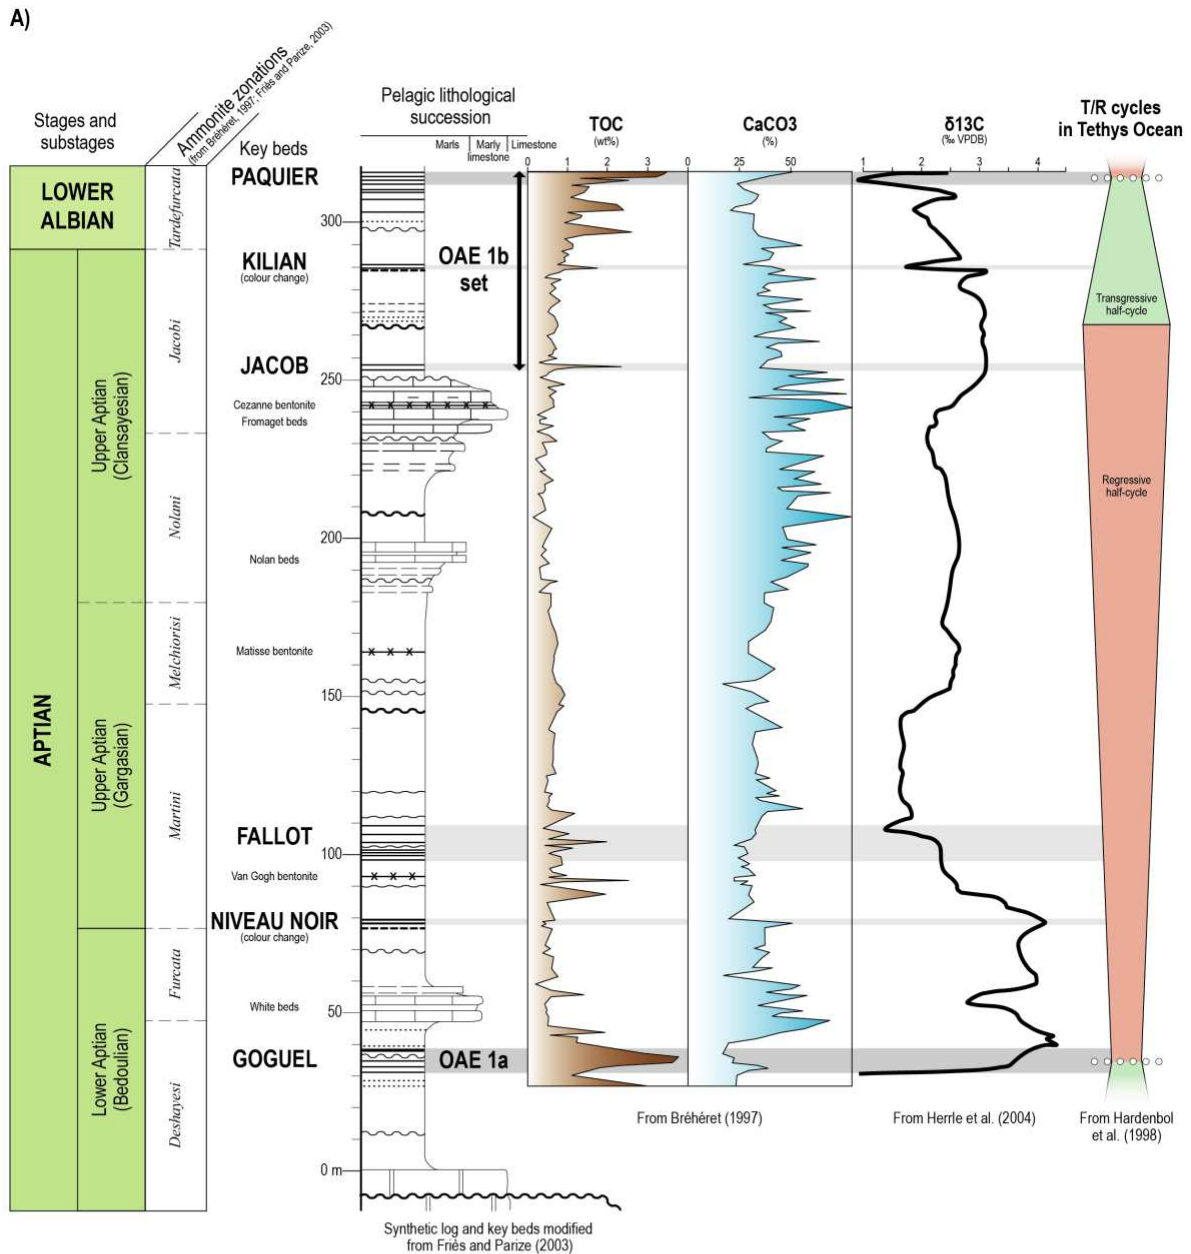 A)
Ammonite zonations
(from Bréhéret, 1997; Friès and Parize, 2003)
Stages and
substages
Key beds
Pelagic lithological
succession
Marls
Marly
limestone
Limestone
TOC
(wt%)
0 1 2 3
CaCO3
(%)
0 25 50
δ13C
(‰ VPDB)
1 2 3 4
T/R cycles
in Tethys Ocean
LOWER
ALBIAN
APTIAN
Upper Aptian
(Clansayesian)
Upper Aptian
(Gargasian)
Lower Aptian
(Bedoulian)
Tardefurcata
Jacobi
Nolani
Melchiorisi
Martini
Furcata
Deshayesi
PAQUIER
KILIAN
(colour change)
JACOB
Cezanne bentonite
Fromaget beds
Nolan beds
Matisse bentonite
FALLOT
Van Gogh bentonite
NIVEAU NOIR
(colour change)
White beds
GOGUEL
300
250
200
150
100
50
0 m
OAE 1b
set
OAE 1a
Transgressive
half-cycle
Regressive
half-cycle
From Bréhéret (1997)
From Herrle et al. (2004)
From Hardenbol
et al. (1998)
Synthetic log and key beds modified
from Friès and Parize (2003)